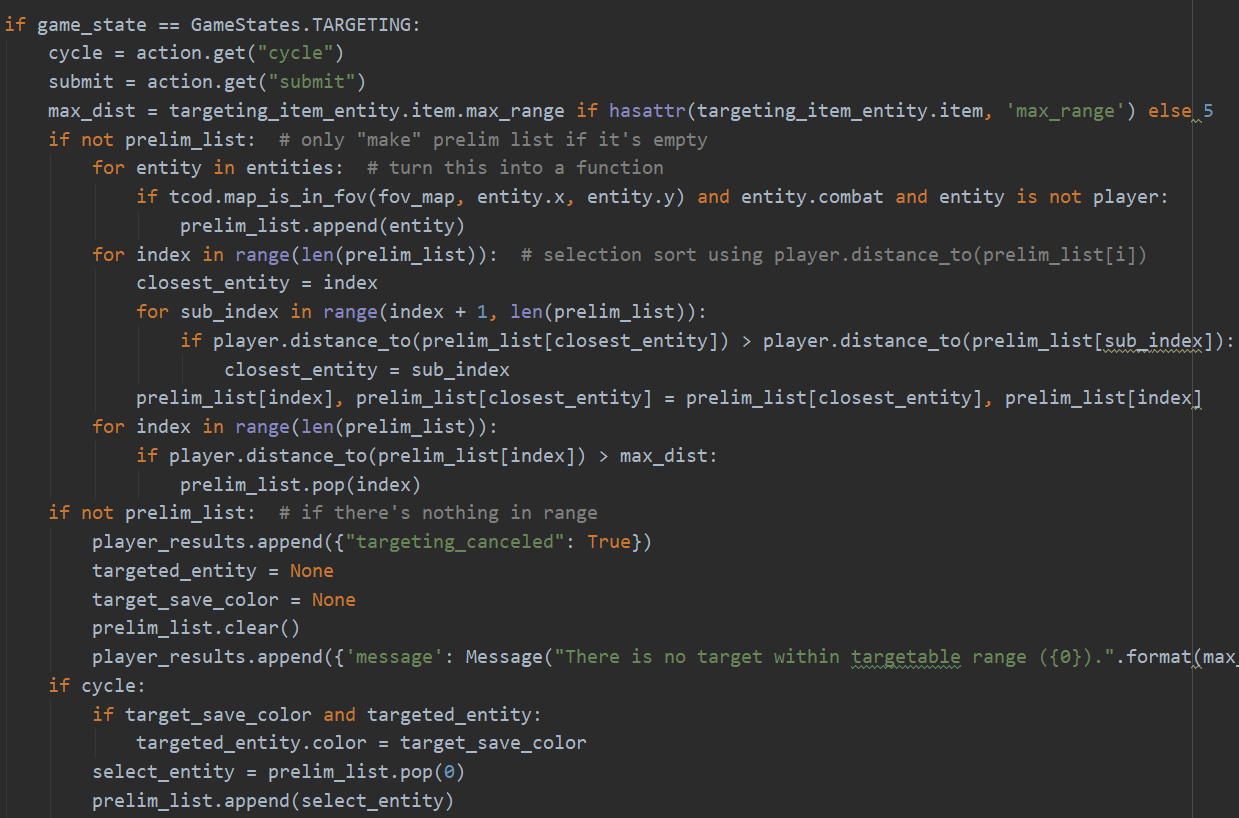 if game_state == GameStates.TARGETING:
    cycle = action.get("cycle")
    submit = action.get("submit")
    max_dist = targeting_item_entity.item.max_range if hasattr(targeting_item_entity.item, 'max_range') else 5
    if not prelim_list:  # only "make" prelim list if it's empty
        for entity in entities:  # turn this into a function
            if tcod.map_is_in_fov(fov_map, entity.x, entity.y) and entity.combat and entity is not player:
                prelim_list.append(entity)
        for index in range(len(prelim_list)):  # selection sort using player.distance_to(prelim_list[i])
            closest_entity = index
            for sub_index in range(index + 1, len(prelim_list)):
                if player.distance_to(prelim_list[closest_entity]) > player.distance_to(prelim_list[sub_index]):
                    closest_entity = sub_index
            prelim_list[index], prelim_list[closest_entity] = prelim_list[closest_entity], prelim_list[index]
        for index in range(len(prelim_list)):
            if player.distance_to(prelim_list[index]) > max_dist:
                prelim_list.pop(index)
    if not prelim_list:  # if there's nothing in range
        player_results.append({"targeting_canceled": True})
        targeted_entity = None
        target_save_color = None
        prelim_list.clear()
        player_results.append({'message': Message("There is no target within targetable range ({0}).".format(max_
    if cycle:
        if target_save_color and targeted_entity:
            targeted_entity.color = target_save_color
        select_entity = prelim_list.pop(0)
        prelim_list.append(select_entity)